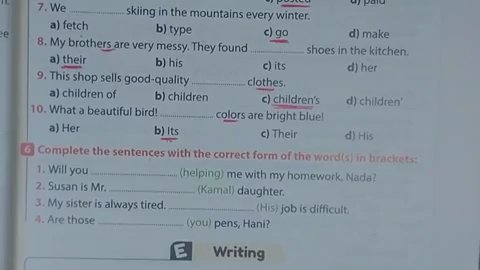 posted d) paid
7. We .............. skiing in the mountains every winter.
a) fetch b) type c) go d) make
8. My brothers are very messy. They found .............. shoes in the kitchen.
a) their b) his c) its d) her
9. This shop sells good-quality .............. clothes.
a) children of b) children c) children's d) children'
10. What a beautiful bird! .............. colors are bright blue!
a) Her b) Its c) Their d) His
6 Complete the sentences with the correct form of the word(s) in brackets:
1. Will you .............. (helping) me with my homework, Nada?
2. Susan is Mr. .............. (Kamal) daughter.
3. My sister is always tired. .............. (His) job is difficult.
4. Are those .............. (you) pens, Hani?
E Writing